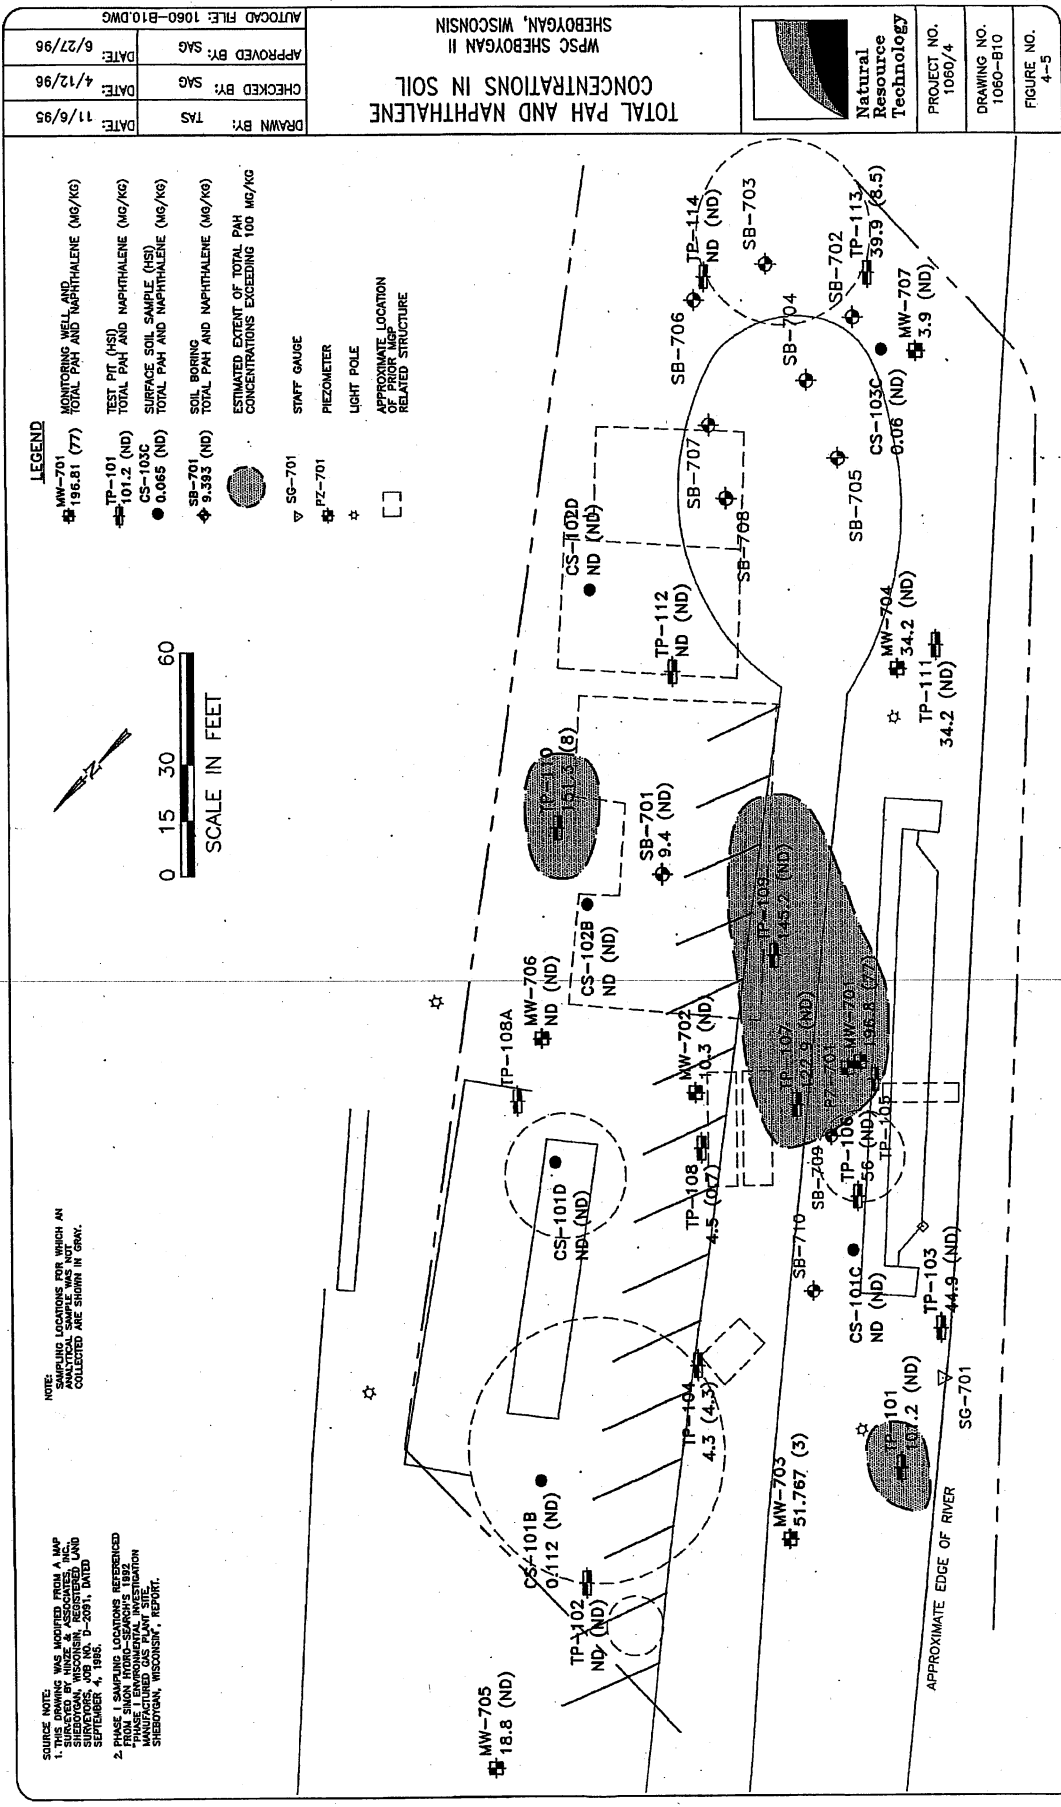 SOURCE NOTE:
1. THIS DRAWING WAS MODIFIED FROM A MAP
SURVEYED BY HINZE & ASSOCIATES, INC.,
SHEBOYGAN, WISCONSIN, REGISTERED LAND
SURVEYORS, JOB NO. D-2091, DATED
SEPTEMBER 4, 1995.
2. PHASE I SAMPLING LOCATIONS REFERENCED
FROM SIMON HYDRO-SEARCH'S 1992
"PHASE I ENVIRONMENTAL INVESTIGATION
MANUFACTURED GAS PLANT SITE,
SHEBOYGAN, WISCONSIN", REPORT.
NOTE:
SAMPLING LOCATIONS FOR WHICH AN
ANALYTICAL SAMPLE WAS NOT
COLLECTED ARE SHOWN IN GRAY.
0 15 30 60
SCALE IN FEET
N
LEGEND
MW-701
196.81 (77)
MONITORING WELL AND
TOTAL PAH AND NAPHTHALENE (MG/KG)
TP-101
101.2 (ND)
TEST PIT (HSI)
TOTAL PAH AND NAPHTHALENE (MG/KG)
CS-103C
0.065 (ND)
SURFACE SOIL SAMPLE (HSI)
TOTAL PAH AND NAPHTHALENE (MG/KG)
SB-701
9.393 (ND)
SOIL BORING
TOTAL PAH AND NAPHTHALENE (MG/KG)
ESTIMATED EXTENT OF TOTAL PAH
CONCENTRATIONS EXCEEDING 100 MG/KG
SG-701
STAFF GAUGE
PZ-701
PIEZOMETER
LIGHT POLE
APPROXIMATE LOCATION
OF PRIOR MGP
RELATED STRUCTURE
MW-705
18.8 (ND)
TP-102
ND (ND)
CS-101B
0.112 (ND)
CS-101D
ND (ND)
TP-108A
MW-706
ND (ND)
CS-102B
ND (ND)
TP-110
151.3 (8)
SB-701
9.4 (ND)
TP-112
ND (ND)
CS-102D
ND (ND)
SB-708
SB-707
SB-706
TP-114
ND (ND)
SB-703
SB-704
SB-702
SB-705
TP-113
39.9 (8.5)
MW-707
3.9 (ND)
CS-103C
0.06 (ND)
MW-704
34.2 (ND)
TP-111
34.2 (ND)
TP-109
145.2 (ND)
MW-702
10.3 (ND)
TP-107
122.9 (ND)
PZ-701
MW-701
196.8 (77)
TP-105
TP-106
56 (ND)
SB-709
TP-108
4.5 (0.7)
SB-710
CS-101C
ND (ND)
TP-103
44.9 (ND)
TP-104
4.3 (4.3)
MW-703
51.767 (3)
TP-101
101.2 (ND)
SG-701
APPROXIMATE EDGE OF RIVER
DRAWN BY: TAS DATE: 11/6/95
CHECKED BY: SAG DATE: 4/12/96
APPROVED BY: SAG DATE: 6/27/96
AUTOCAD FILE: 1060-B10.DWG
TOTAL PAH AND NAPHTHALENE
CONCENTRATIONS IN SOIL
WPSC SHEBOYGAN II
SHEBOYGAN, WISCONSIN
Natural
Resource
Technology
PROJECT NO.
1060/4
DRAWING NO.
1060-B10
FIGURE NO.
4-5